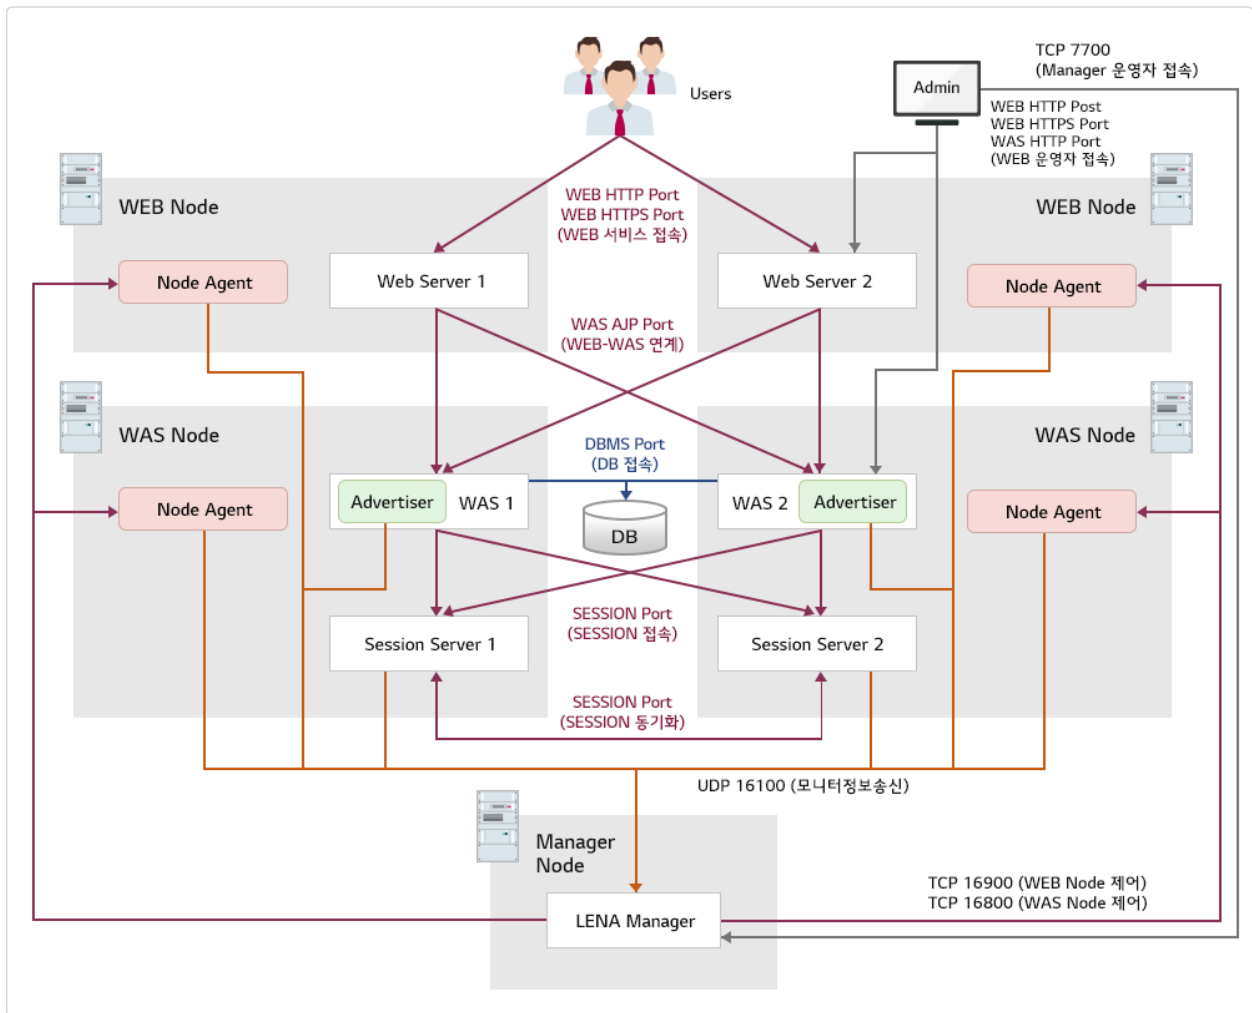 TCP 7700
(Manager 운영자 접속)
Admin
Users
WEB HTTP Post
WEB HTTPS Port
WAS HTTP Port
(WEB 운영자 접속)
WEB Node
WEB HTTP Port
WEB HTTPS Port
(WEB 서비스 접속)
WEB Node
Node Agent
Web Server 1
Web Server 2
Node Agent
WAS AJP Port
(WEB-WAS 연계)
WAS Node
WAS Node
DBMS Port
(DB 접속)
Node Agent
Advertiser
WAS 1
DB
WAS 2
Advertiser
Node Agent
SESSION Port
(SESSION 접속)
Session Server 1
Session Server 2
SESSION Port
(SESSION 동기화)
UDP 16100 (모니터정보송신)
Manager
Node
TCP 16900 (WEB Node 제어)
TCP 16800 (WAS Node 제어)
LENA Manager